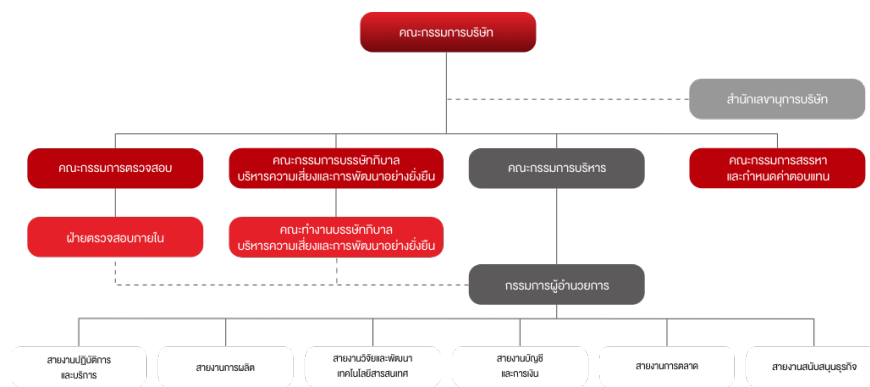 คณะกรรมการบริษัท
สำนักเลขานุการบริษัท
คณะกรรมการตรวจสอบ
คณะกรรมการบรรษัทภิบาล
บริหารความเสี่ยงและการพัฒนาอย่างยั่งยืน
คณะกรรมการบริหาร
คณะกรรมการสรรหา
และกำหนดค่าตอบแทน
ฝ่ายตรวจสอบภายใน
คณะทำงานบรรษัทภิบาล
บริหารความเสี่ยงและการพัฒนาอย่างยั่งยืน
กรรมการผู้อำนวยการ
สายงานปฏิบัติการ
และบริการ
สายงานการผลิต
สายงานวิจัยและพัฒนา
เทคโนโลยีสารสนเทศ
สายงานบัญชี
และการเงิน
สายงานการตลาด
สายงานสนับสนุนธุรกิจ